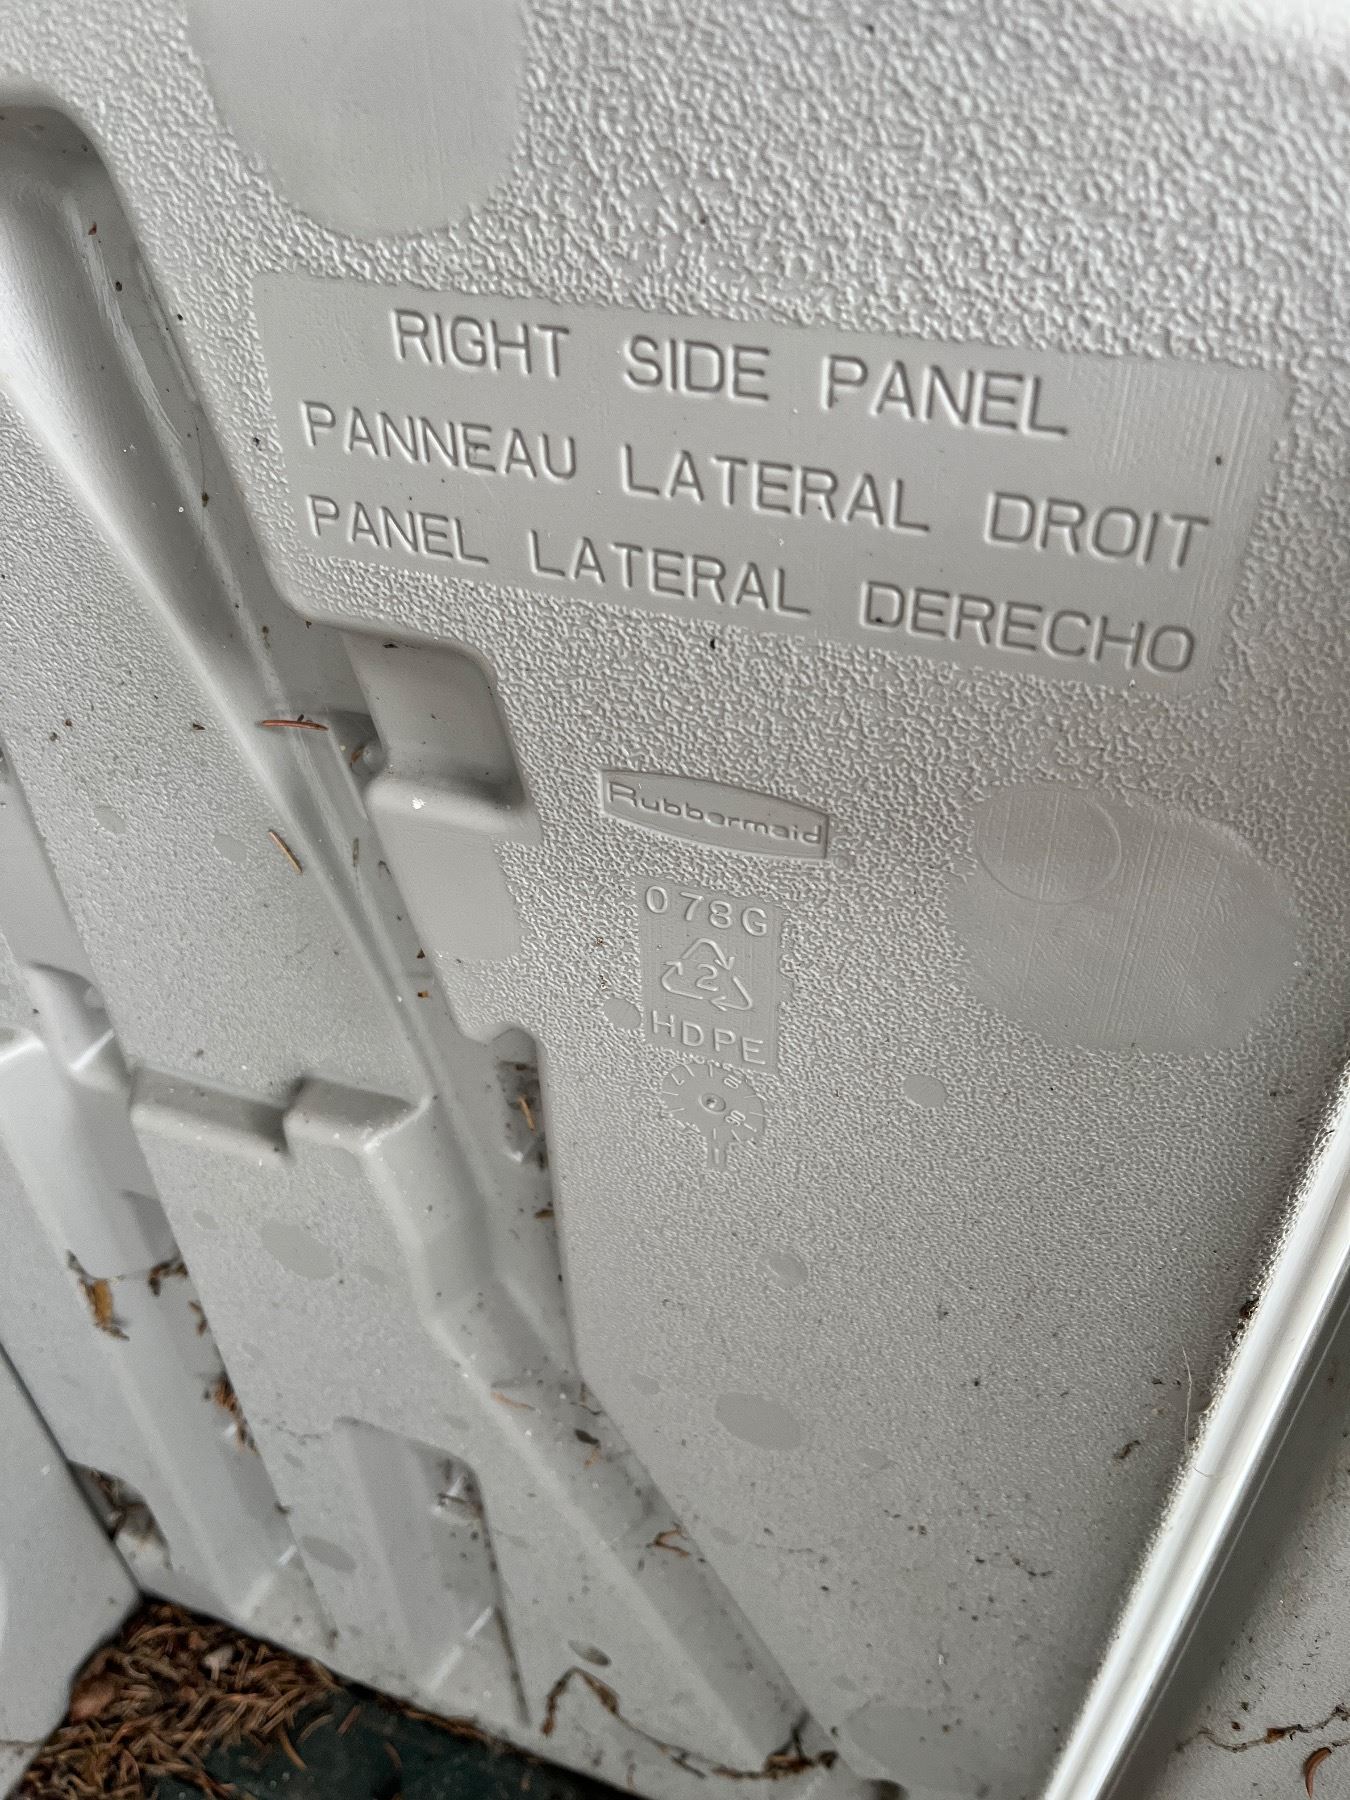 RIGHT SIDE PANEL
PANNEAU LATERAL DROIT
PANEL LATERAL DERECHO
Rubbermaid
078G
2
HDPE